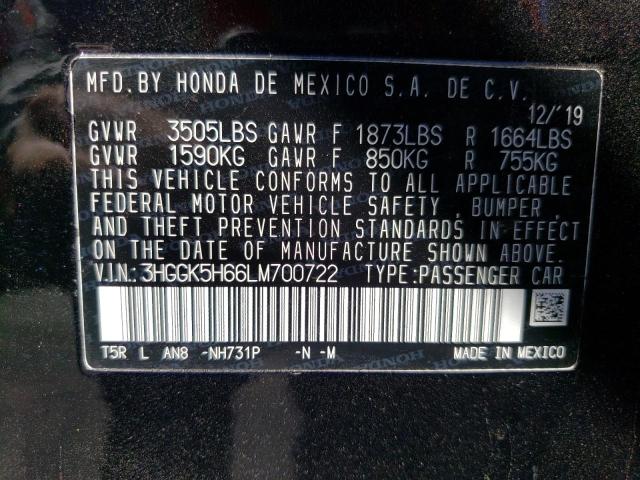 MFD.BY HONDA DE MEXICO S.A. DE C.V.
12/'19
GVWR 3505LBS GAWR F 1873LBS R 1664LBS
GVWR 1590KG GAWR F 850KG R 755KG
THIS VEHICLE CONFORMS TO ALL APPLICABLE
FEDERAL MOTOR VEHICLE SAFETY , BUMPER ,
AND THEFT PREVENTION STANDARDS IN EFFECT
ON THE DATE OF MANUFACTURE SHOWN ABOVE.
VIN: 3HGGK5H66LM700722 TYPE:PASSENGER CAR
T5R L AN8 -NH731P -N -M MADE IN MEXICO